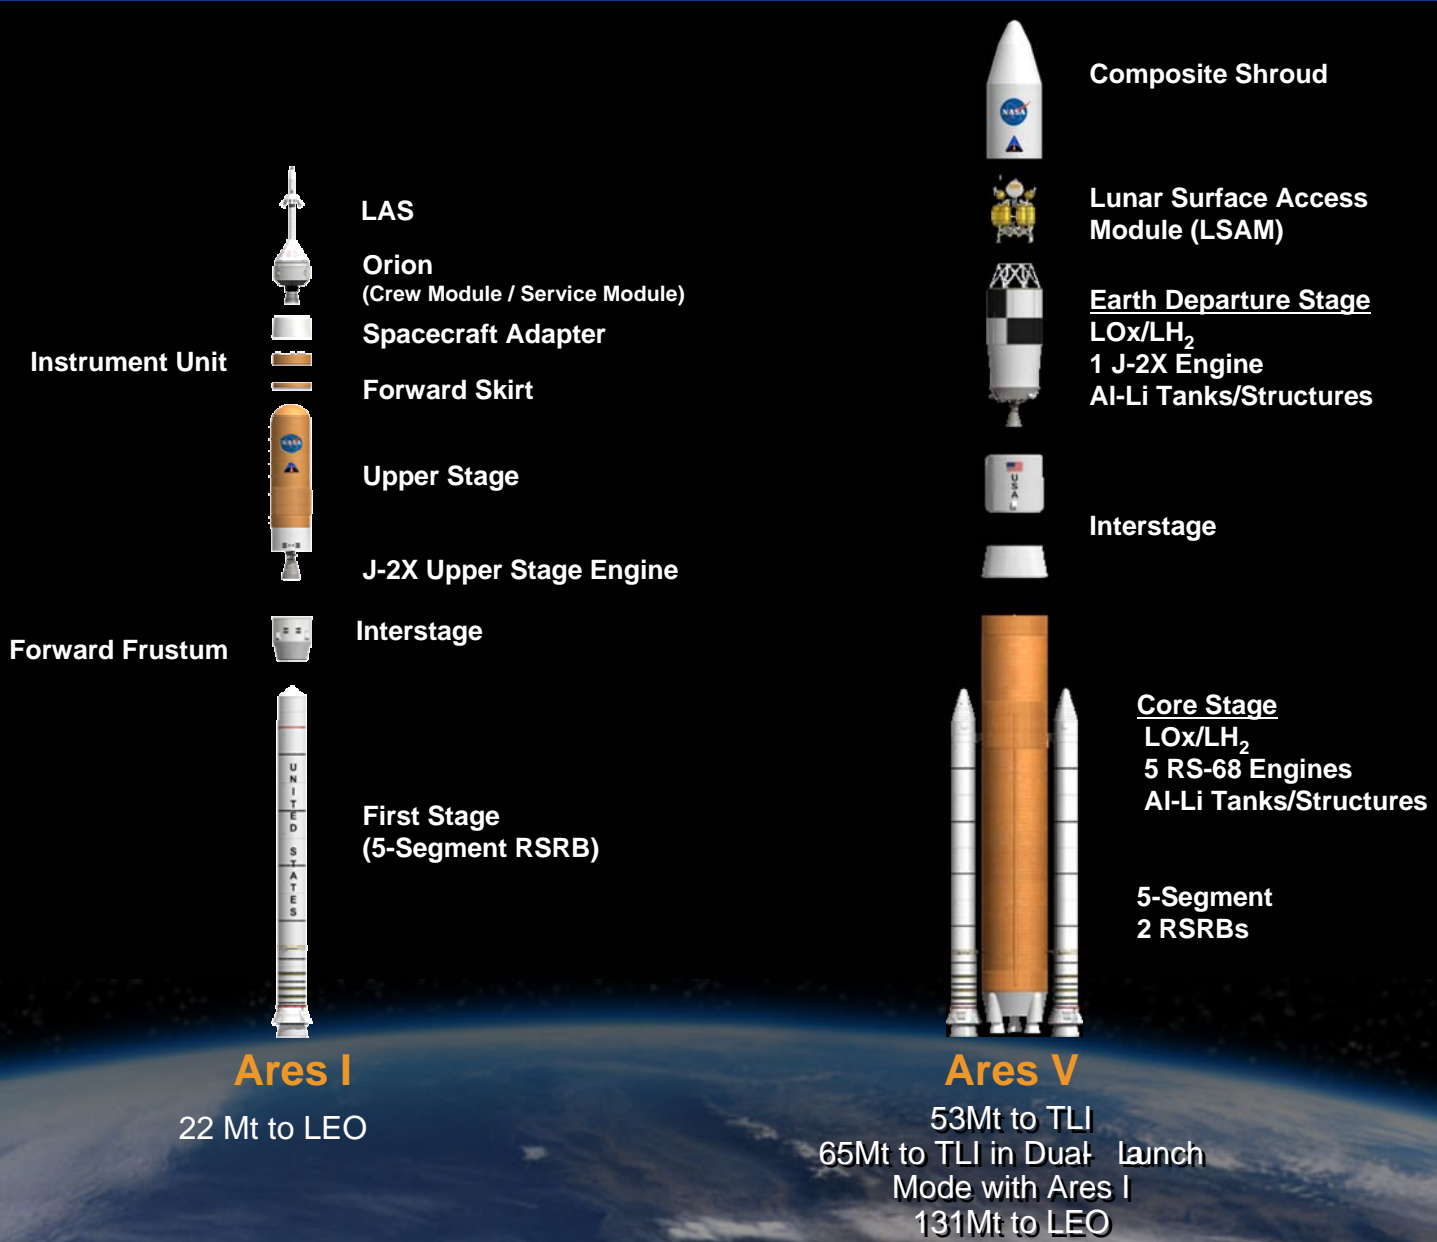 LAS
Orion
(Crew Module / Service Module)
Spacecraft Adapter
Instrument Unit
Forward Skirt
NASA
Upper Stage
J-2X Upper Stage Engine
Interstage
Forward Frustum
UNITED STATES
First Stage
(5-Segment RSRB)
Ares I
22 Mt to LEO
Composite Shroud
NASA
Lunar Surface Access
Module (LSAM)
Earth Departure Stage
LOx/LH2
1 J-2X Engine
Al-Li Tanks/Structures
USA
Interstage
Core Stage
LOx/LH2
5 RS-68 Engines
Al-Li Tanks/Structures
5-Segment
2 RSRBs
Ares V
53Mt to TLI
65Mt to TLI in Dual- Launch
Mode with Ares I
131Mt to LEO